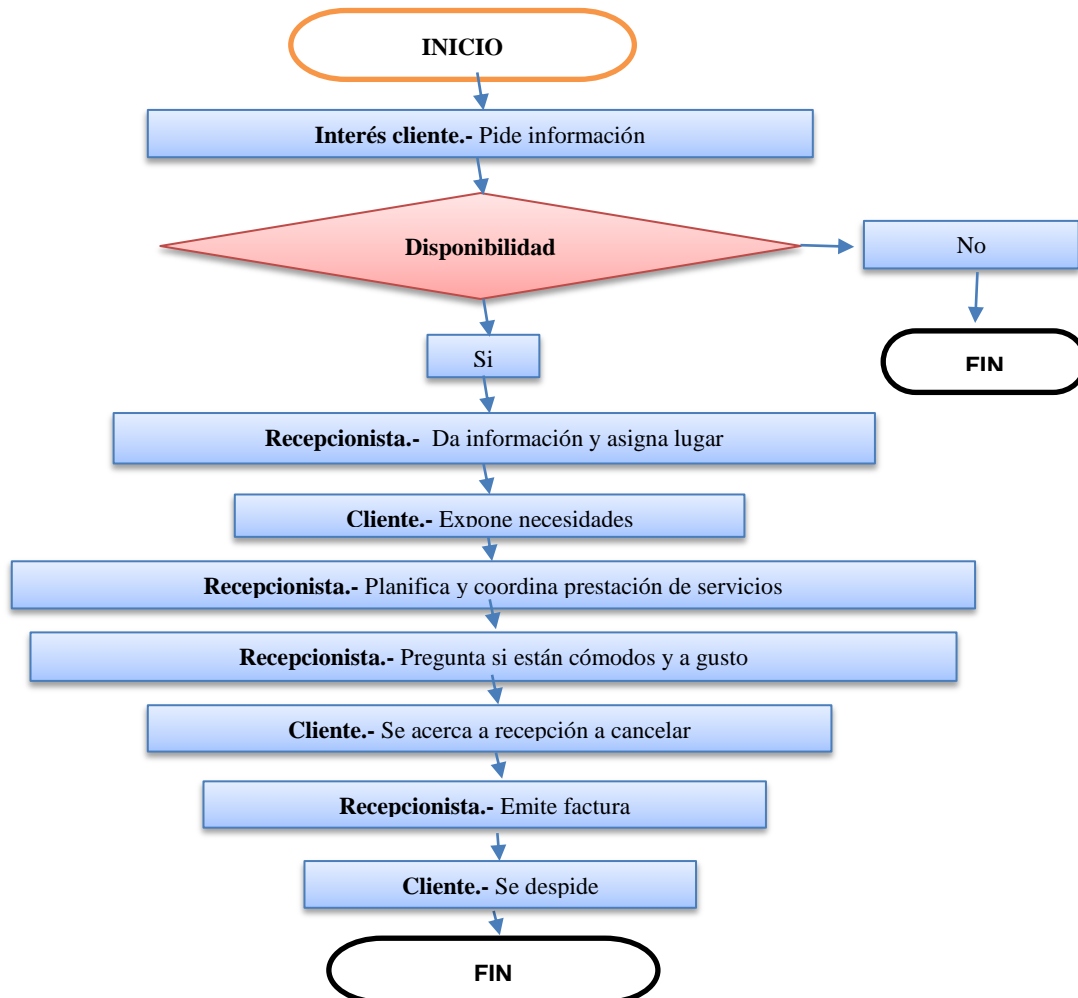 INICIO
Interés cliente.- Pide información
Disponibilidad
No
FIN
Si
Recepcionista.- Da información y asigna lugar
Cliente.- Expone necesidades
Recepcionista.- Planifica y coordina prestación de servicios
Recepcionista.- Pregunta si están cómodos y a gusto
Cliente.- Se acerca a recepción a cancelar
Recepcionista.- Emite factura
Cliente.- Se despide
FIN